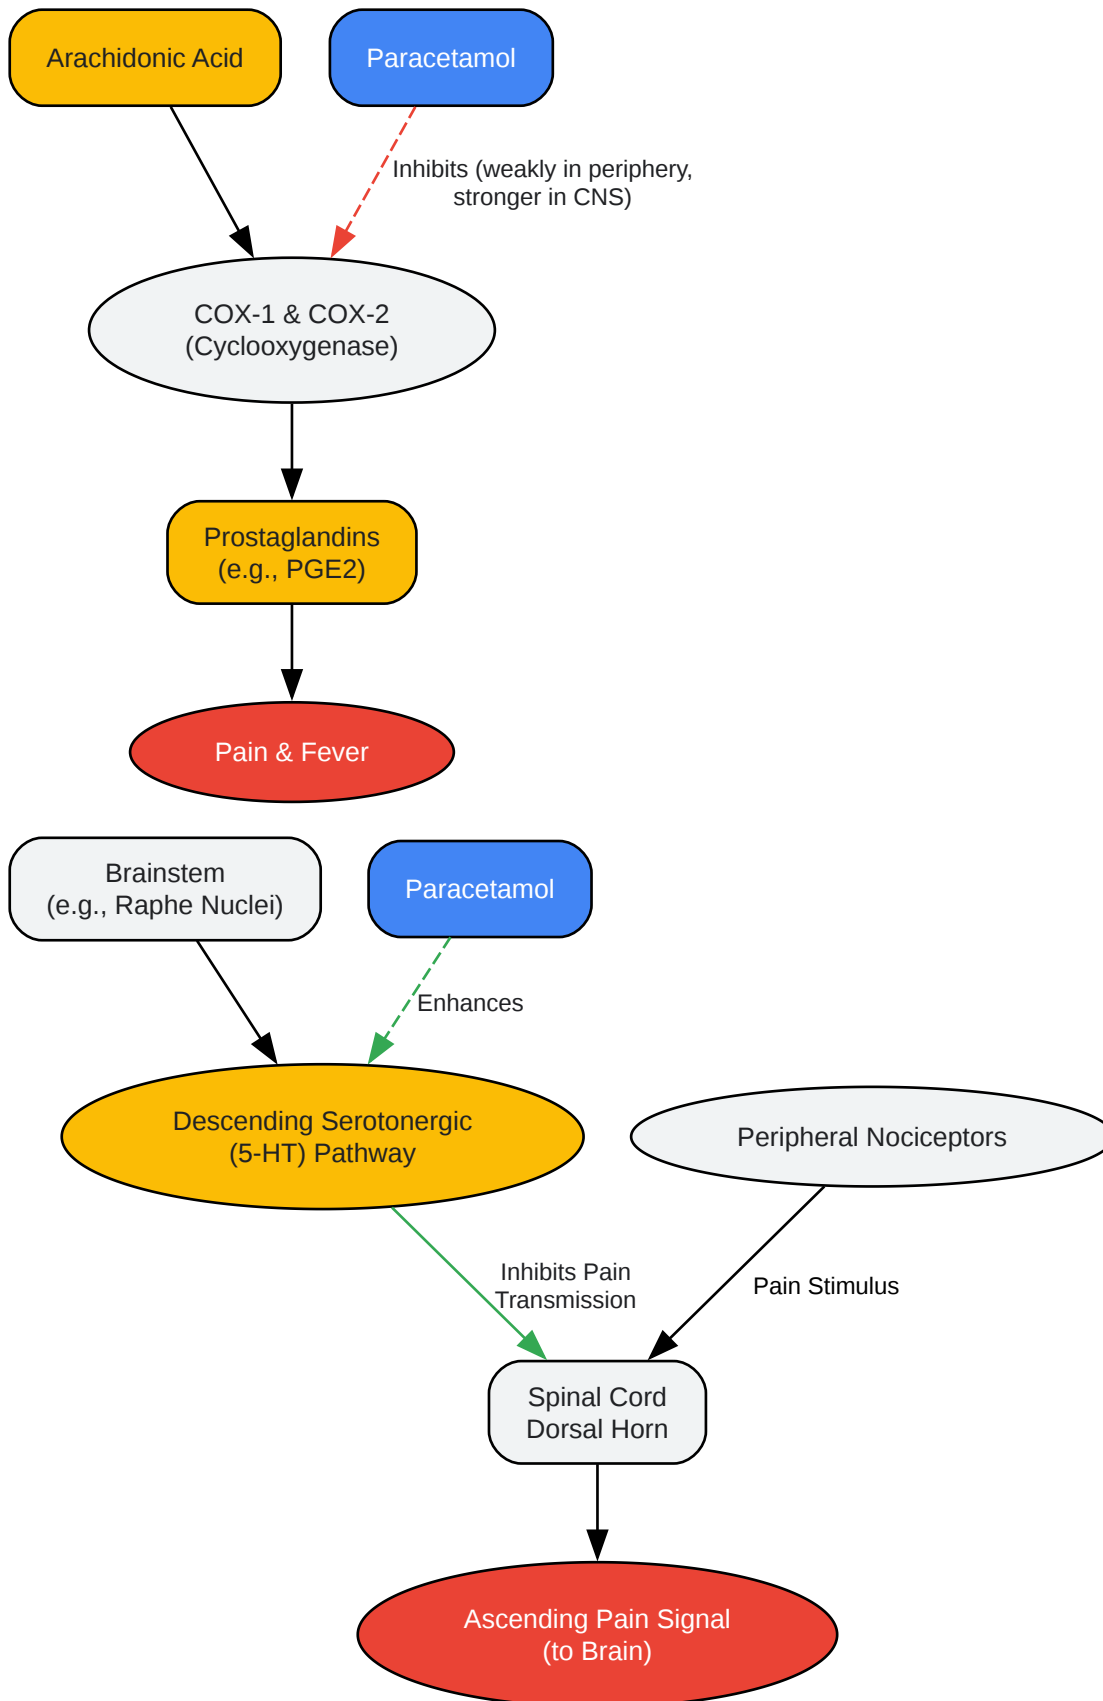 Arachidonic Acid
Paracetamol
Inhibits (weakly in periphery,
stronger in CNS)
COX-1 & COX-2
(Cyclooxygenase)
Prostaglandins
(e.g., PGE2)
Pain & Fever
Brainstem
(e.g., Raphe Nuclei)
Paracetamol
Enhances
Descending Serotonergic
(5-HT) Pathway
Peripheral Nociceptors
Inhibits Pain
Transmission
Pain Stimulus
Spinal Cord
Dorsal Horn
Ascending Pain Signal
(to Brain)